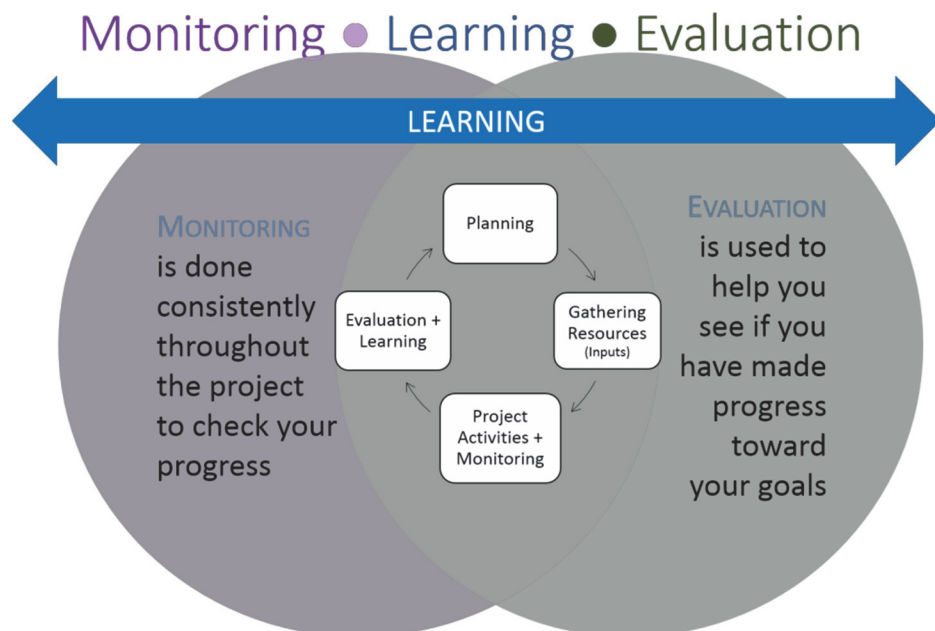 Monitoring ● Learning ● Evaluation
LEARNING
MONITORING
is done
consistently
throughout
the project
to check your
progress
Planning
Gathering
Resources
(Inputs)
Project
Activities +
Monitoring
Evaluation +
Learning
EVALUATION
is used to
help you
see if you
have made
progress
toward
your goals